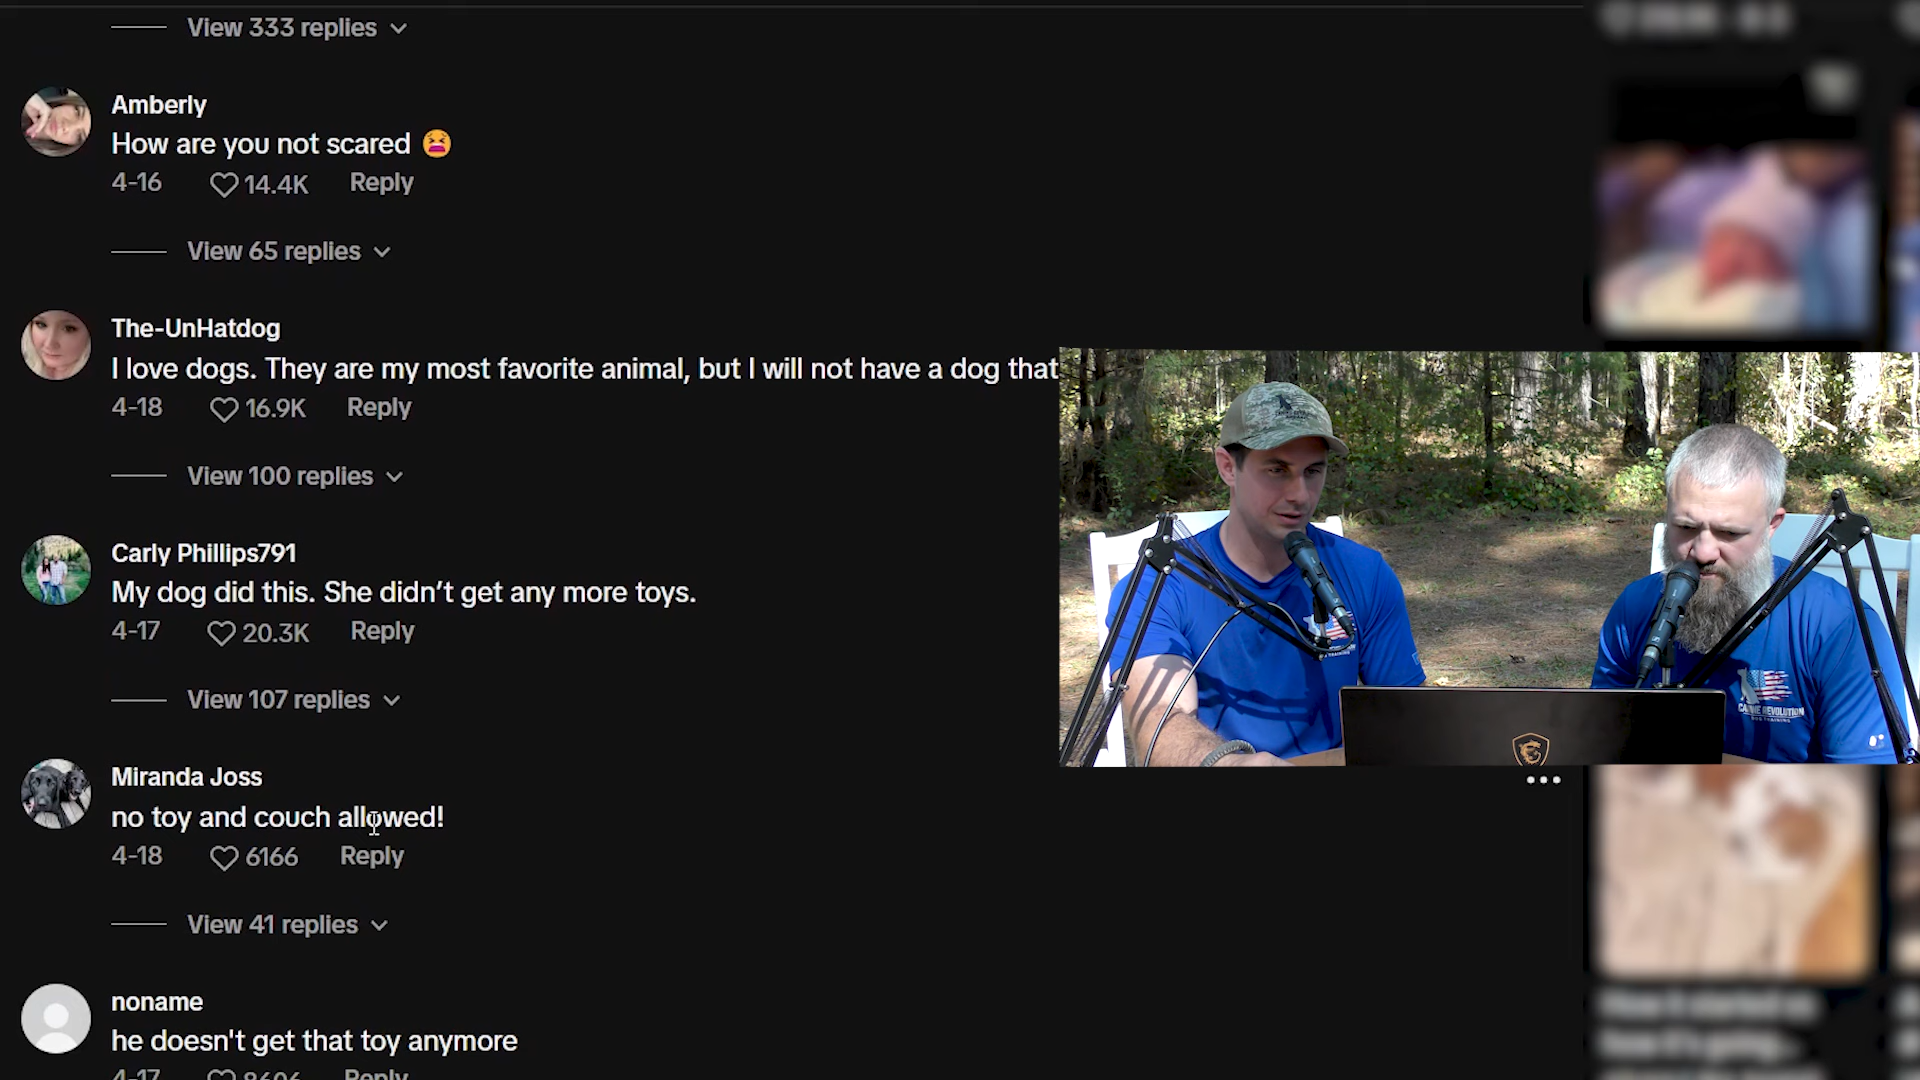 View 333 replies
Amberly
How are you not scared 😫
4-16 14.4K Reply
View 65 replies
The-UnHatdog
I love dogs. They are my most favorite animal, but I will not have a dog that
4-18 16.9K Reply
View 100 replies
Carly Phillips791
My dog did this. She didn’t get any more toys.
4-17 20.3K Reply
View 107 replies
Miranda Joss
no toy and couch allowed!
4-18 6166 Reply
View 41 replies
noname
he doesn't get that toy anymore
4-17 8606 Reply
CANINE REVOLUTION
DOG TRAINING